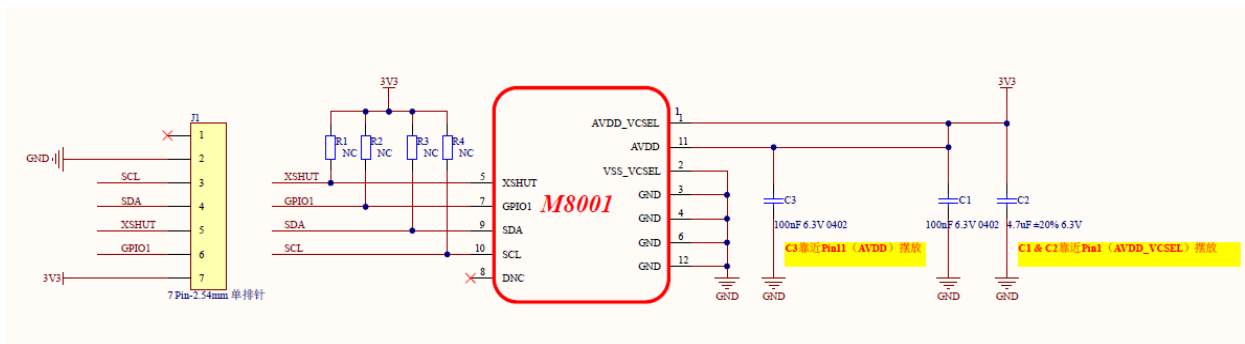 J1
1
GND
2
SCL
3
SDA
4
XSHUT
5
GPIO1
6
3V3
7
7 Pin-2.54mm 单排针
3V3
R1
NC
R2
NC
R3
NC
R4
NC
XSHUT
5
XSHUT
GPIO1
7
GPIO1
SDA
9
SDA
SCL
10
SCL
8
DNC
M8001
1
AVDD_VCSEL
1
AVDD
11
VSS_VCSEL
2
GND
3
GND
4
GND
6
GND
12
3V3
C3
100nF 6.3V 0402
C1
100nF 6.3V 0402
C2
4.7uF ±20% 6.3V
C3靠近Pin11（AVDD）摆放
C1 & C2靠近Pin1（AVDD_VCSEL）摆放
GND
GND
GND
GND